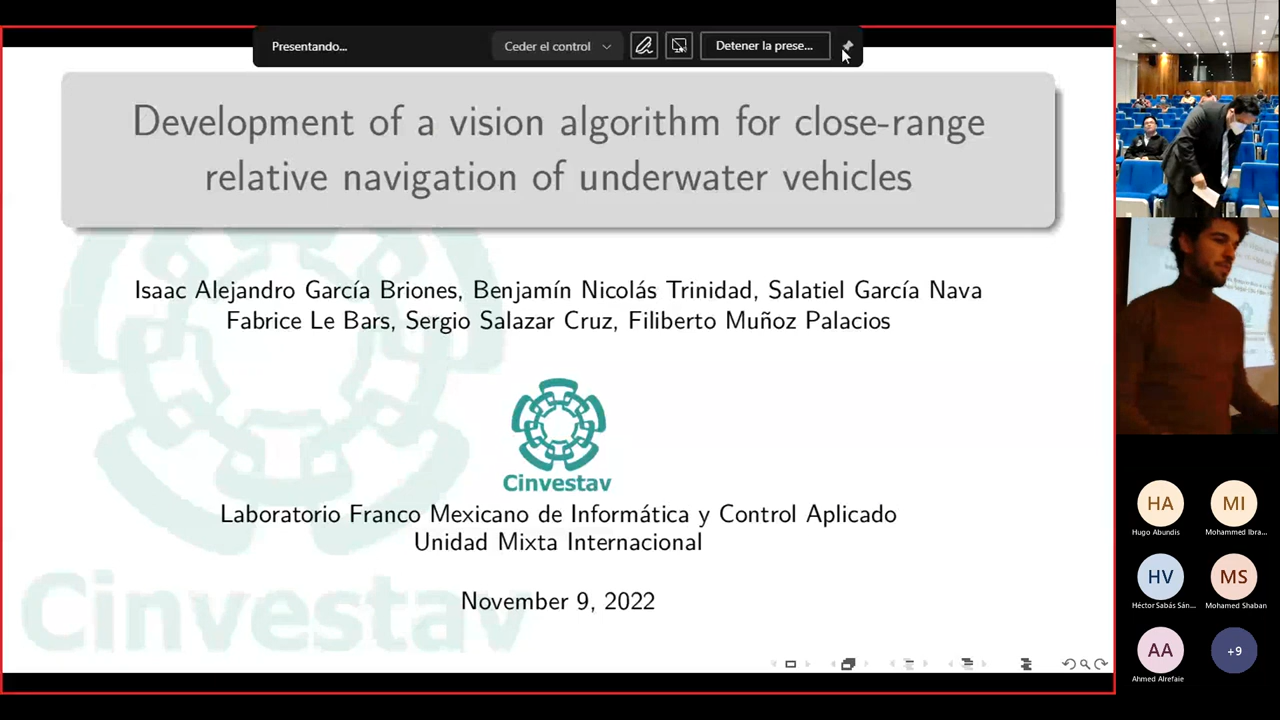 Presentando...
Ceder el control
Detener la prese...
Development of a vision algorithm for close-range
relative navigation of underwater vehicles
Isaac Alejandro García Briones, Benjamín Nicolás Trinidad, Salatiel García Nava
Fabrice Le Bars, Sergio Salazar Cruz, Filiberto Muñoz Palacios
Cinvestav
Laboratorio Franco Mexicano de Informática y Control Aplicado
Unidad Mixta Internacional
November 9, 2022
Cinvestav
HA
Hugo Abundis
MI
Mohammed Ibra...
HV
Héctor Sabás Sán...
MS
Mohamed Shaban
AA
Ahmed Alrefaie
+9